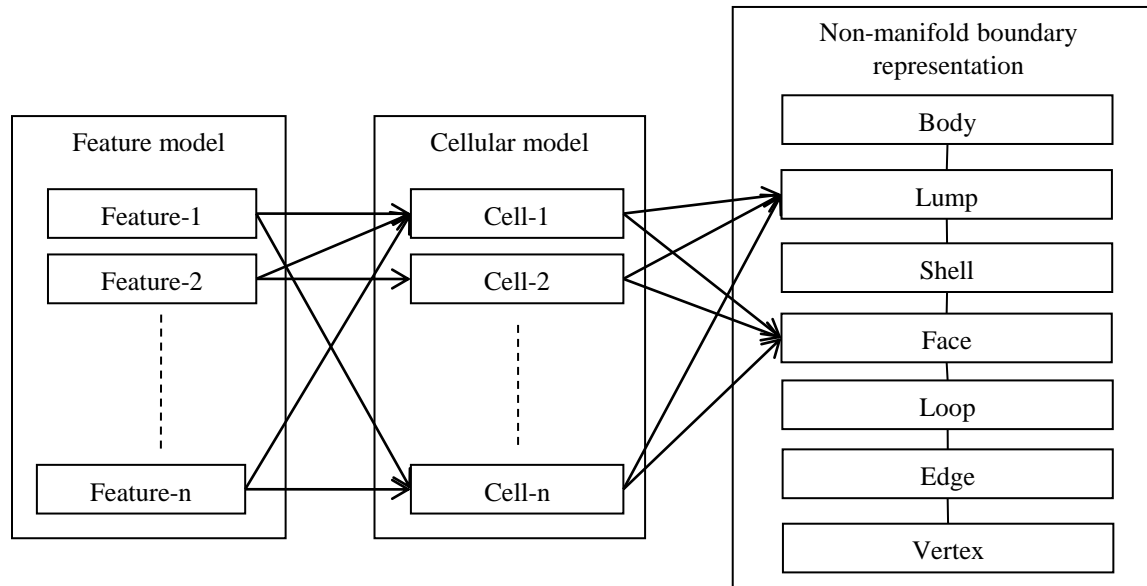 Feature model
Feature-1
Feature-2
Feature-n
Cellular model
Cell-1
Cell-2
Cell-n
Non-manifold boundary
representation
Body
Lump
Shell
Face
Loop
Edge
Vertex